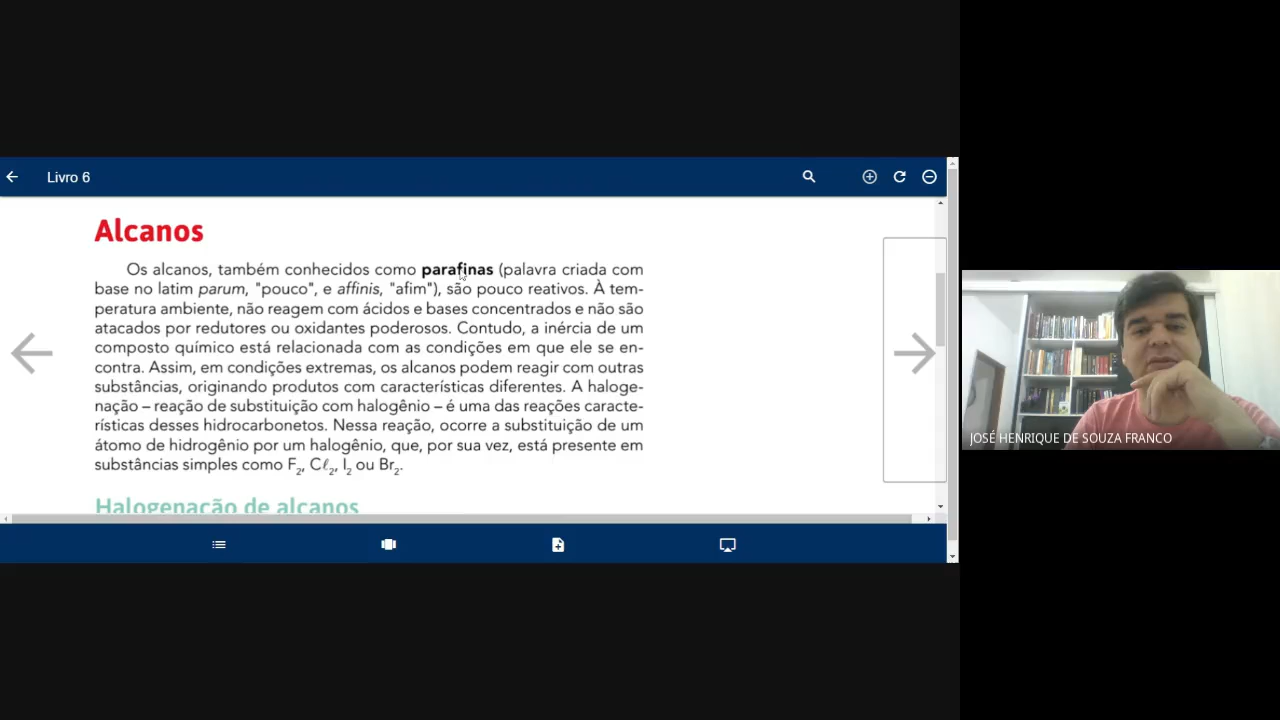 Livro 6
Alcanos
Os alcanos, também conhecidos como parafinas (palavra criada com
base no latim parum, "pouco", e affinis, "afim"), são pouco reativos. À tem-
peratura ambiente, não reagem com ácidos e bases concentrados e não são
atacados por redutores ou oxidantes poderosos. Contudo, a inércia de um
composto químico está relacionada com as condições em que ele se en-
contra. Assim, em condições extremas, os alcanos podem reagir com outras
substâncias, originando produtos com características diferentes. A haloge-
nação – reação de substituição com halogênio – é uma das reações caracte-
rísticas desses hidrocarbonetos. Nessa reação, ocorre a substituição de um
átomo de hidrogênio por um halogênio, que, por sua vez, está presente em
substâncias simples como F₂, Cℓ₂, I₂ ou Br₂.
Halogenação de alcanos
JOSÉ HENRIQUE DE SOUZA FRANCO